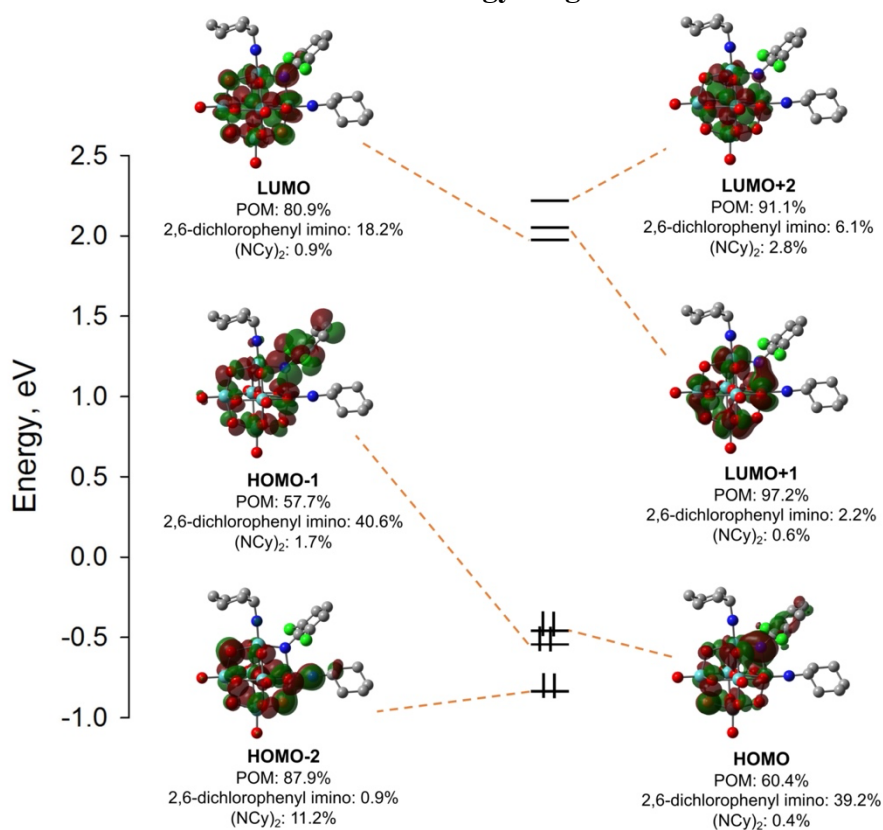 LUMO
POM: 80.9%
2,6-dichlorophenyl imino: 18.2%
(NCy)₂: 0.9%
LUMO+2
POM: 91.1%
2,6-dichlorophenyl imino: 6.1%
(NCy)₂: 2.8%
Energy, eV
2.5
2.0
1.5
1.0
0.5
0.0
-0.5
-1.0
HOMO-1
POM: 57.7%
2,6-dichlorophenyl imino: 40.6%
(NCy)₂: 1.7%
LUMO+1
POM: 97.2%
2,6-dichlorophenyl imino: 2.2%
(NCy)₂: 0.6%
HOMO-2
POM: 87.9%
2,6-dichlorophenyl imino: 0.9%
(NCy)₂: 11.2%
HOMO
POM: 60.4%
2,6-dichlorophenyl imino: 39.2%
(NCy)₂: 0.4%